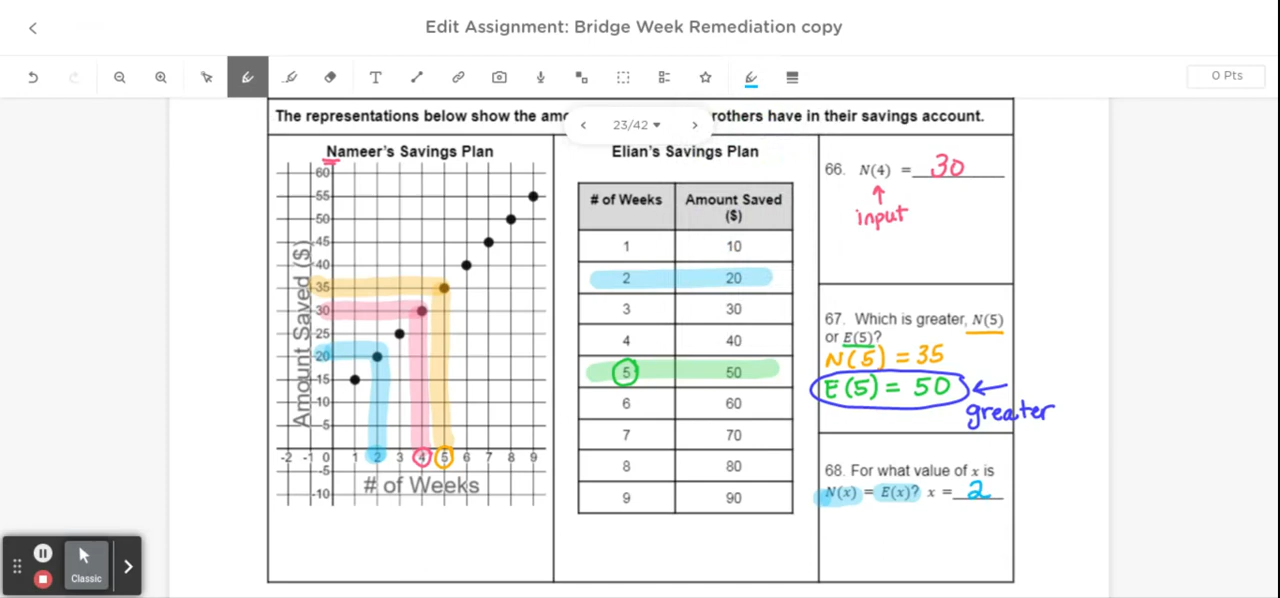 Edit Assignment: Bridge Week Remediation copy
T
0 Pts
23/42
The representations below show the amo rothers have in their savings account.
Nameer's Savings Plan
60
55
50
45
40
35
30
25
20
15
10
5
-2 -1 0 1 2 3 4 5 6 7 8 9
-5
-10
Amount Saved ($)
# of Weeks
Elian's Savings Plan
# of Weeks Amount Saved ($)
1 10
2 20
3 30
4 40
5 50
6 60
7 70
8 80
9 90
66. N(4) = 30
input
67. Which is greater, N(5)
or E(5)?
N(5) = 35
E(5) = 50
greater
68. For what value of x is
N(x) = E(x)? x = 2
Classic